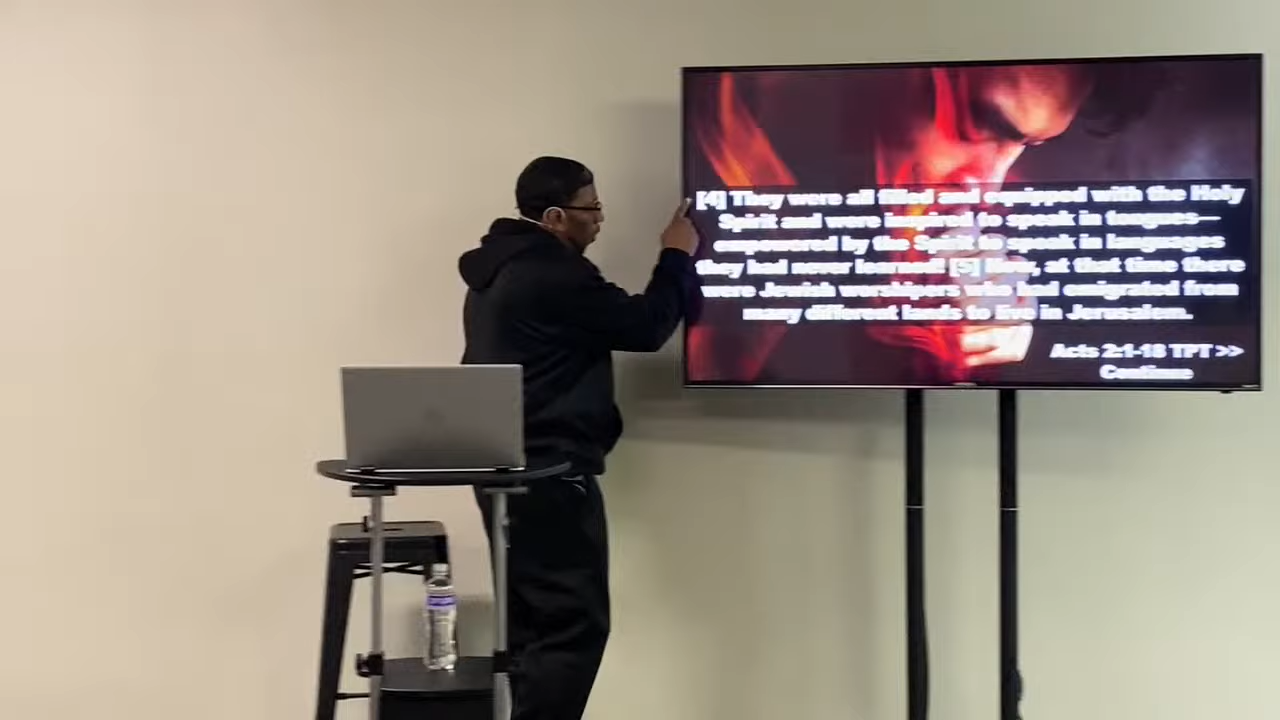 [4] They were all filled and equipped with the Holy
Spirit and were inspired to speak in tongues—
empowered by the Spirit to speak in languages
they had never learned! [5] Now, at that time there
were Jewish worshipers who had emigrated from
many different lands to live in Jerusalem.
Acts 2:1-18 TPT >>
Continue